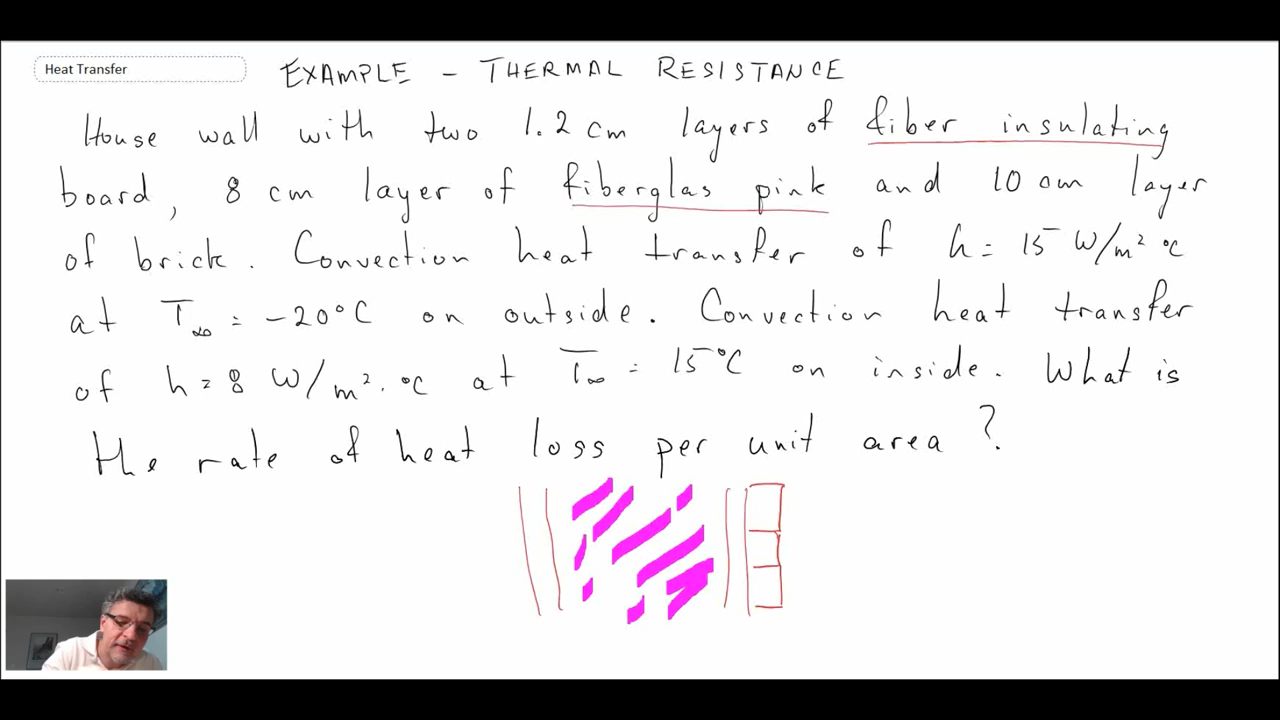 Heat Transfer
EXAMPLE - THERMAL RESISTANCE
House wall with two 1.2 cm layers of fiber insulating
board, 8 cm layer of fiberglas pink and 10 cm layer
of brick. Convection heat transfer of h = 15 W/m² °C
at T∞ = -20°C on outside. Convection heat transfer
of h = 8 W/m²·°C at T∞ = 15°C on inside. What is
the rate of heat loss per unit area?